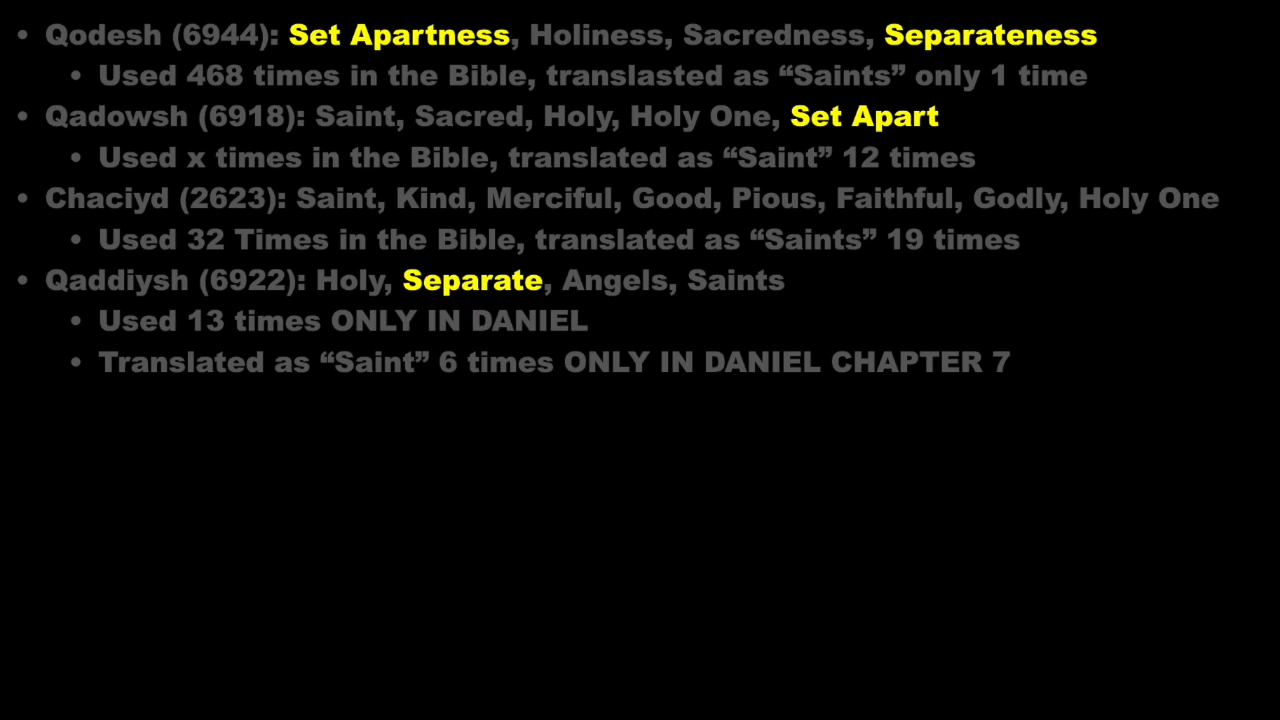 • Qodesh (6944): Set Apartness, Holiness, Sacredness, Separateness
• Used 468 times in the Bible, translasted as “Saints” only 1 time
• Qadowsh (6918): Saint, Sacred, Holy, Holy One, Set Apart
• Used x times in the Bible, translated as “Saint” 12 times
• Chaciyd (2623): Saint, Kind, Merciful, Good, Pious, Faithful, Godly, Holy One
• Used 32 Times in the Bible, translated as “Saints” 19 times
• Qaddiysh (6922): Holy, Separate, Angels, Saints
• Used 13 times ONLY IN DANIEL
• Translated as “Saint” 6 times ONLY IN DANIEL CHAPTER 7